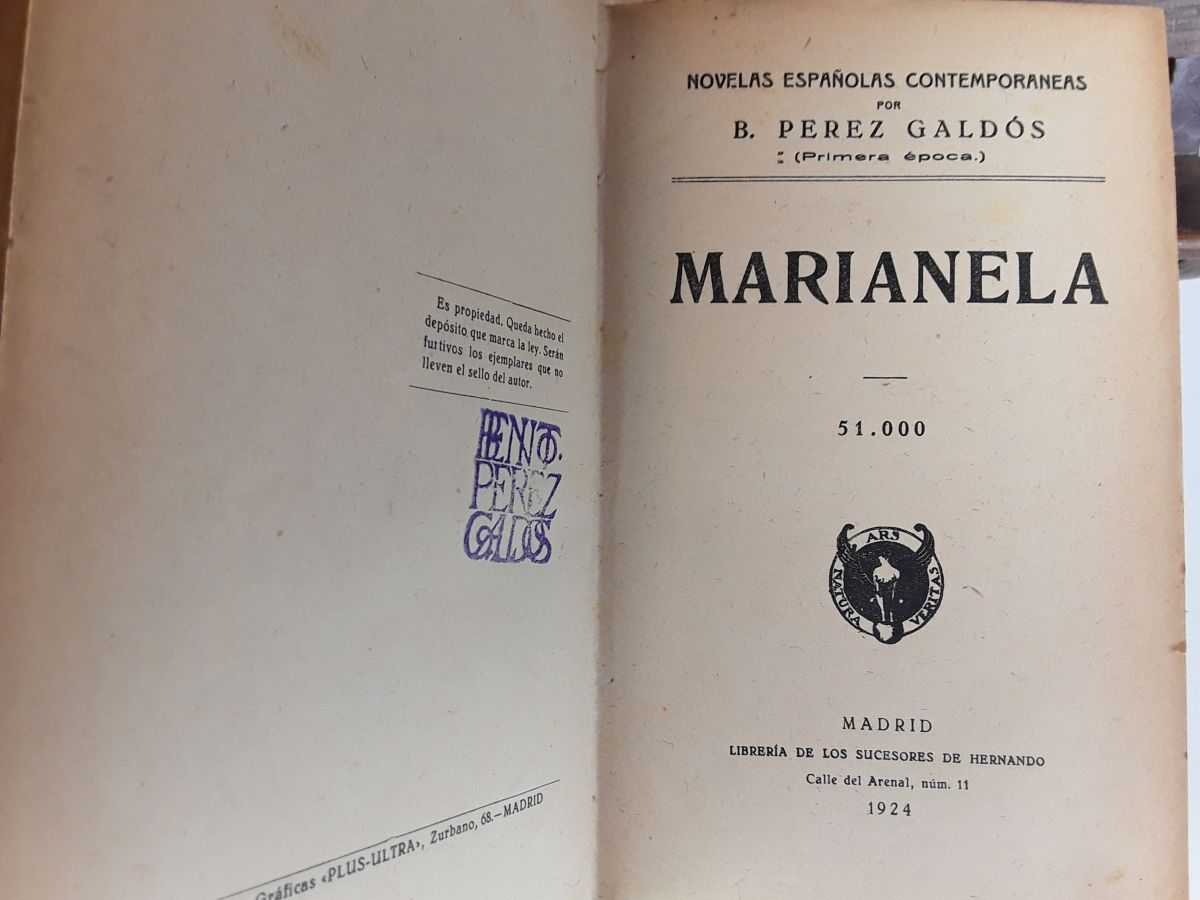 Es propiedad. Queda hecho el
depósito que marca la ley. Serán
furtivos los ejemplares que no
lleven el sello del autor.
BENITO
PEREZ
GALDOS
Gráficas «PLUS-ULTRA», Zurbano, 68.—MADRID
NOVELAS ESPAÑOLAS CONTEMPORANEAS
POR
B. PEREZ GALDÓS
(Primera época.)
MARIANELA
51.000
ARS
NATURA
VERITAS
MADRID
LIBRERÍA DE LOS SUCESORES DE HERNANDO
Calle del Arenal, núm. 11
1924